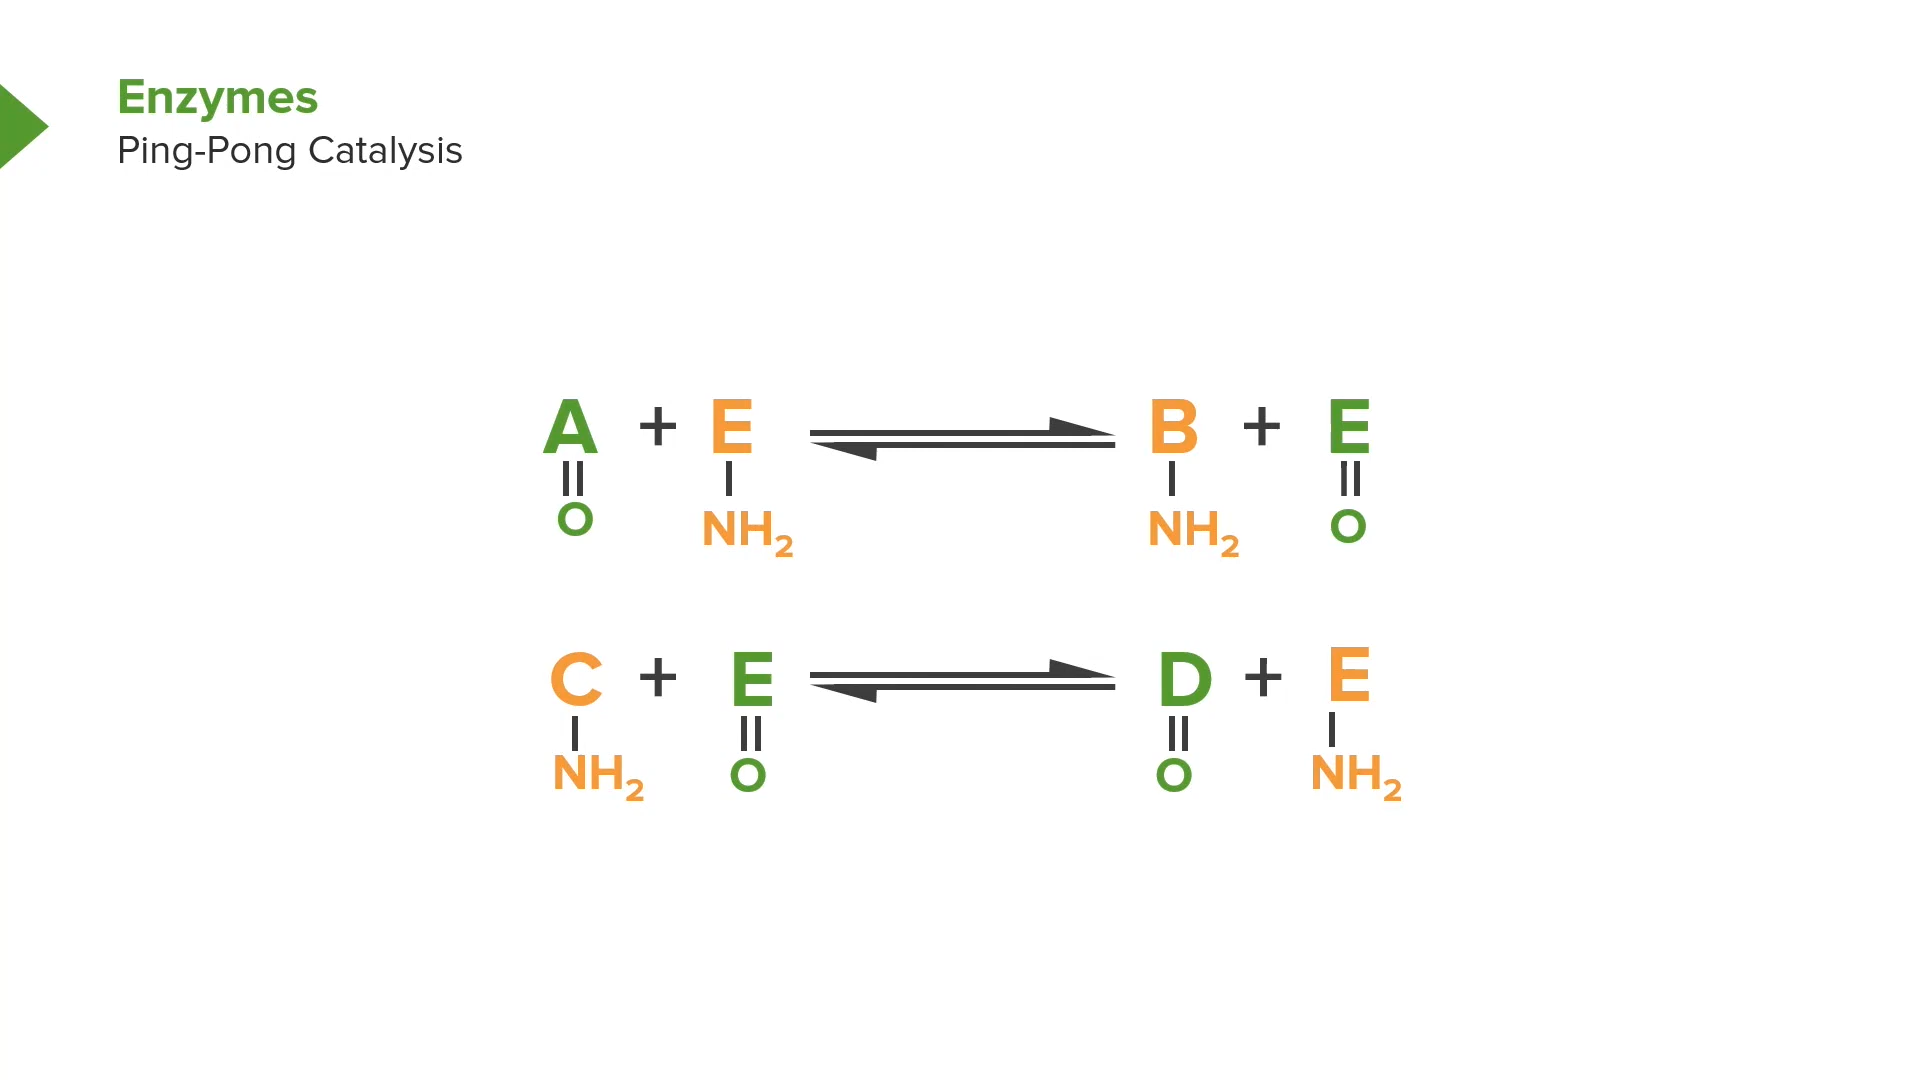 Enzymes
Ping-Pong Catalysis
A + E B + E
O NH2 NH2 O
C + E D + E
NH2 O O NH2